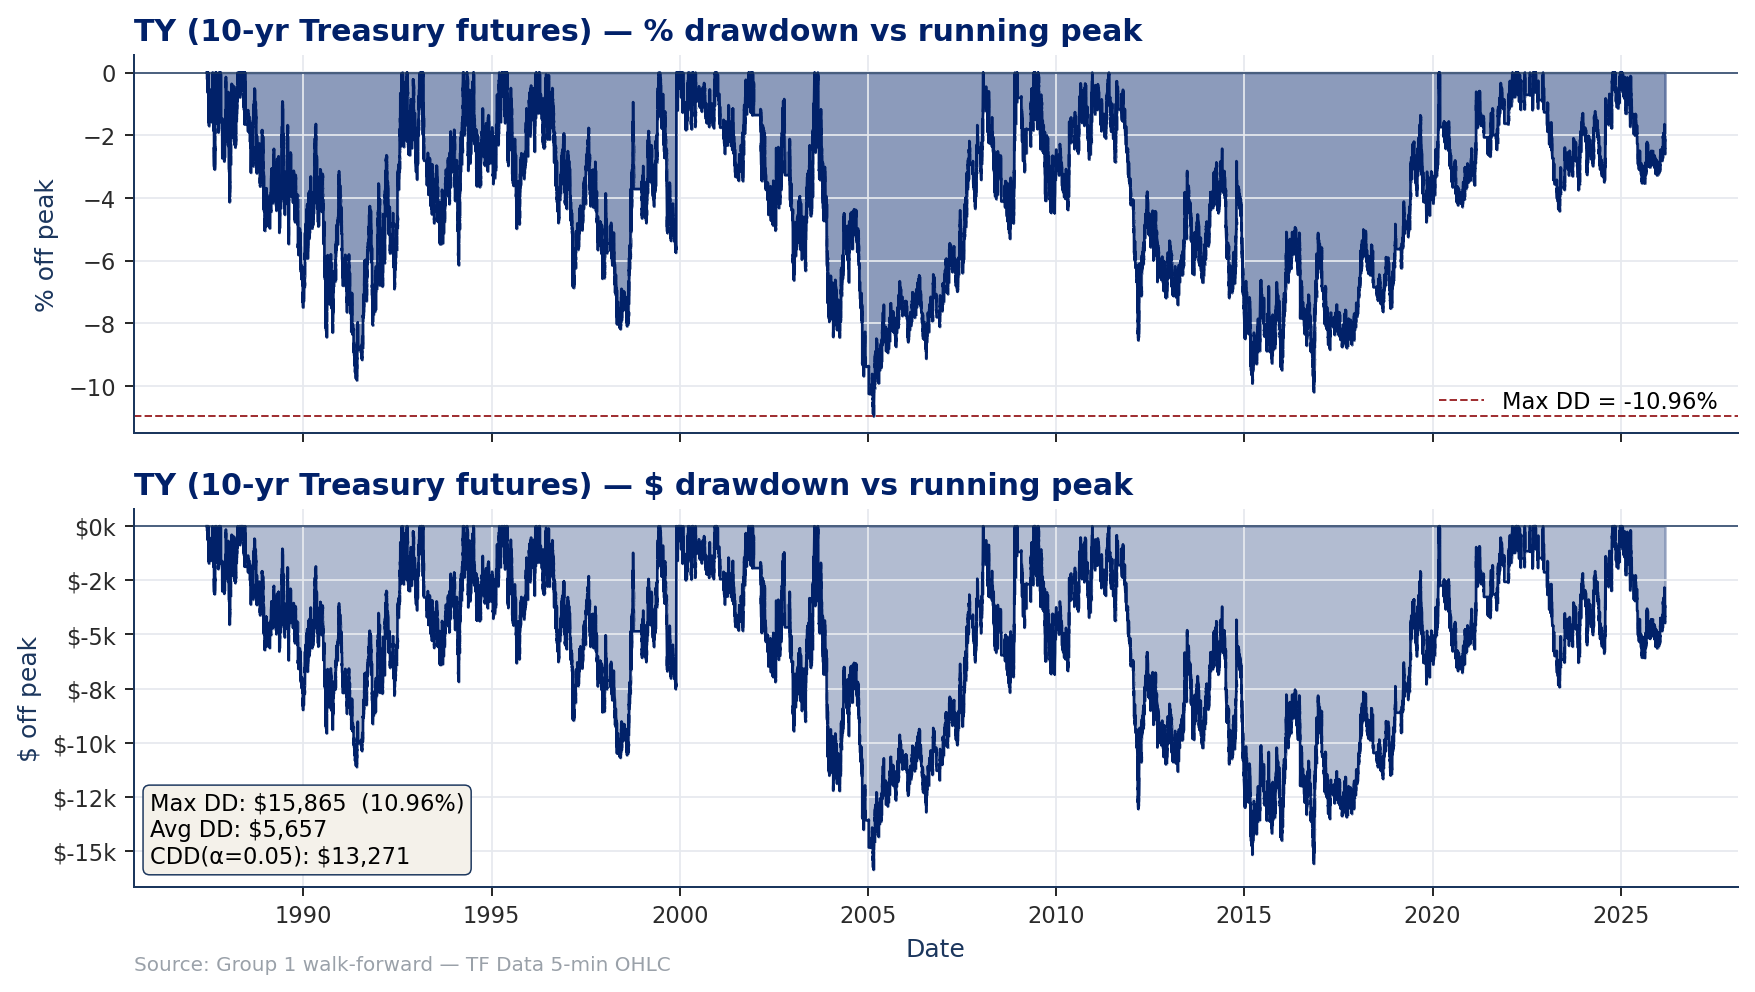 TY (10-yr Treasury futures) — % drawdown vs running peak
0
−2
−4
−6
−8
−10
% off peak
Max DD = -10.96%
TY (10-yr Treasury futures) — $ drawdown vs running peak
$0k
$-2k
$-5k
$-8k
$-10k
$-12k
$-15k
$ off peak
Max DD: $15,865  (10.96%)
Avg DD: $5,657
CDD(α=0.05): $13,271
1990 1995 2000 2005 2010 2015 2020 2025
Date
Source: Group 1 walk-forward — TF Data 5-min OHLC